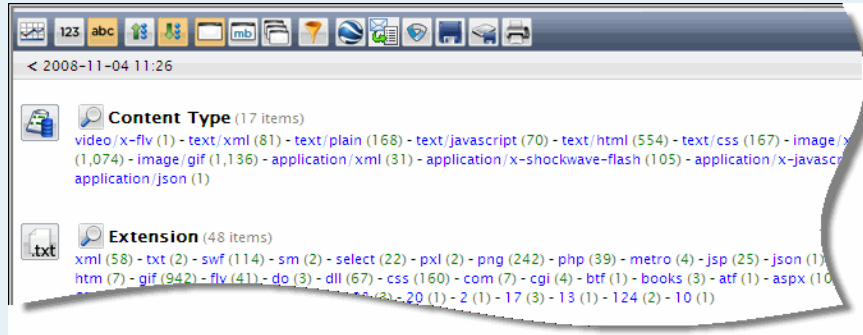 123 abc mb
< 2008-11-04 11:26
Content Type (17 items)
video/x-flv (1) - text/xml (81) - text/plain (168) - text/javascript (70) - text/html (554) - text/css (167) - image/
(1,074) - image/gif (1,136) - application/xml (31) - application/x-shockwave-flash (105) - application/x-javascr
application/json (1)
.txt
Extension (48 items)
xml (58) - txt (2) - swf (114) - sm (2) - select (22) - pxl (2) - png (242) - php (39) - metro (4) - jsp (25) - json (1)
htm (7) - gif (942) - flv (41) - do (3) - dll (67) - css (160) - com (7) - cgi (4) - btf (1) - books (3) - atf (1) - aspx (10
(3) - 20 (1) - 2 (1) - 17 (3) - 13 (1) - 124 (2) - 10 (1)